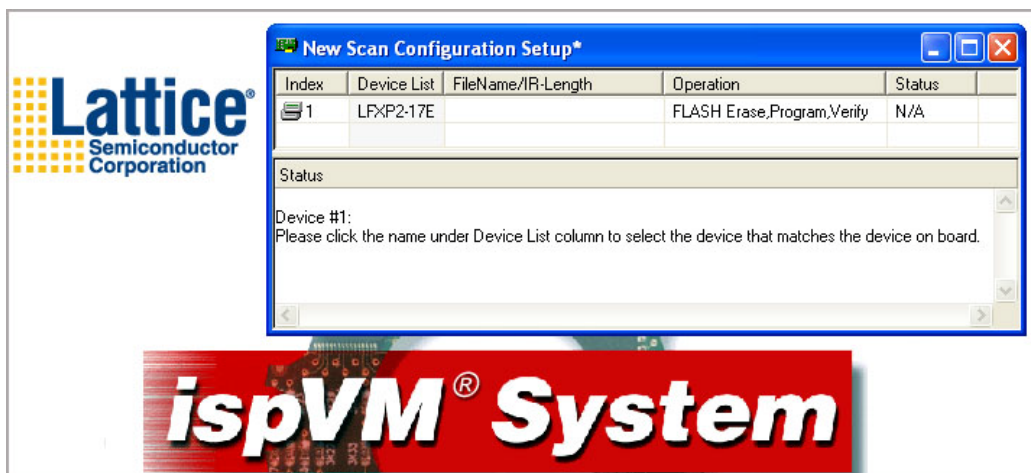 Lattice®
Semiconductor
Corporation
New Scan Configuration Setup*
Index Device List FileName/IR-Length Operation Status
1 LFXP2-17E FLASH Erase,Program,Verify N/A
Status
Device #1:
Please click the name under Device List column to select the device that matches the device on board.
ispVM® System